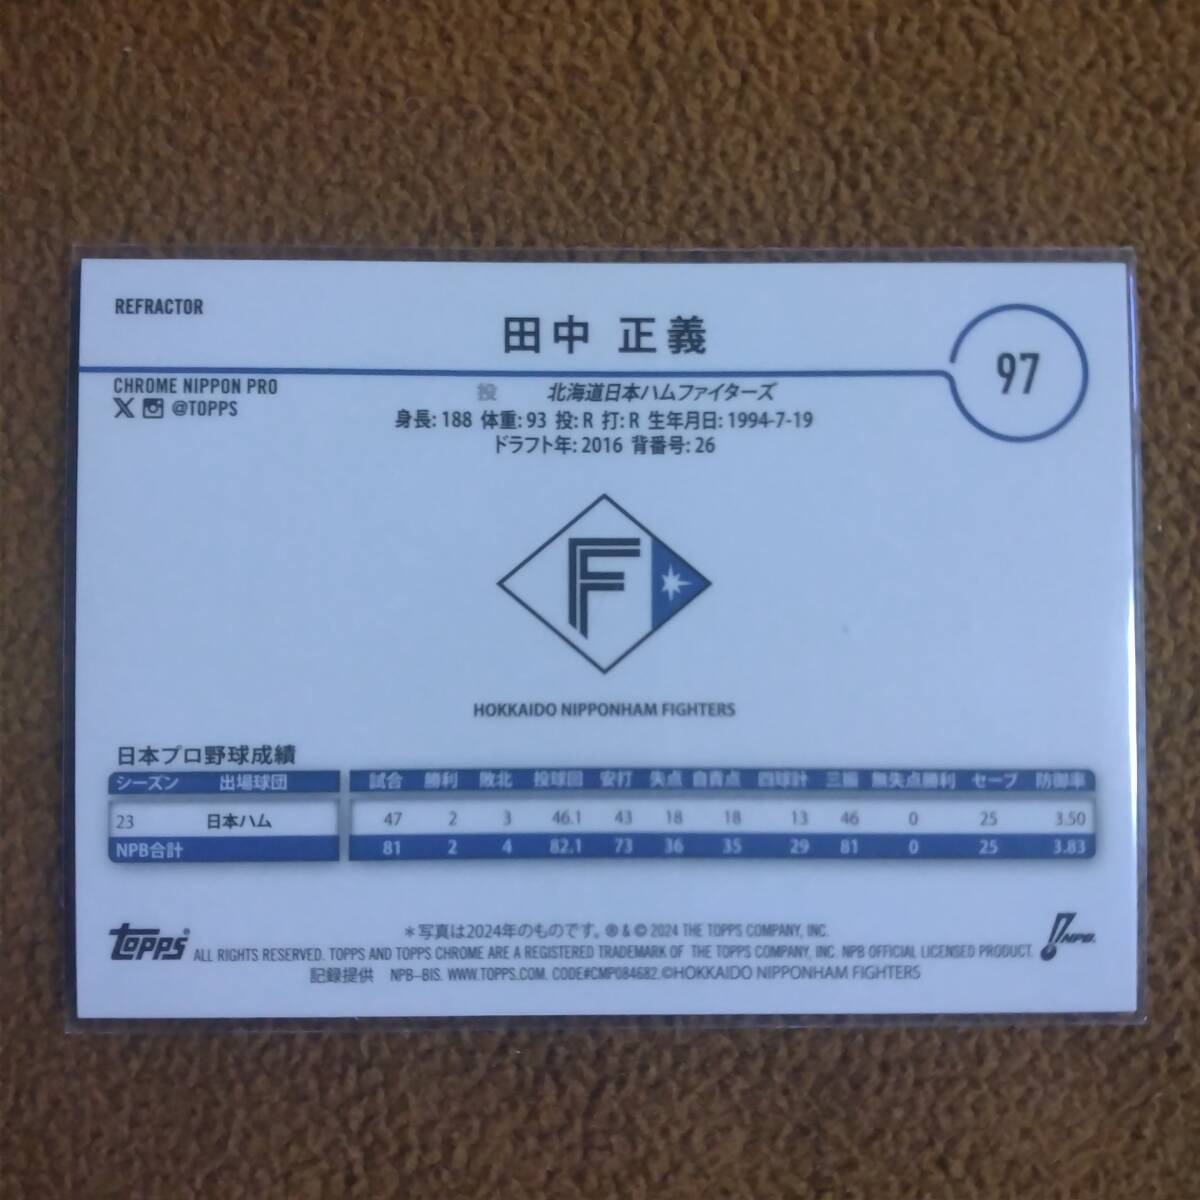 REFRACTOR
田中 正義
97
CHROME NIPPON PRO
@TOPPS
投 北海道日本ハムファイターズ
身長: 188 体重: 93 投: R 打: R 生年月日: 1994-7-19
ドラフト年: 2016 背番号: 26
F
HOKKAIDO NIPPONHAM FIGHTERS
日本プロ野球成績
シーズン 出場球団 試合 勝利 敗北 投球回 安打 失点 自責点 四球計 三振 無失点勝利 セーブ 防御率
23 日本ハム 47 2 3 46.1 43 18 18 13 46 0 25 3.50
NPB合計 81 2 4 82.1 73 36 35 29 81 0 25 3.83
＊写真は2024年のものです。® & © 2024 THE TOPPS COMPANY, INC.
TOPPS® ALL RIGHTS RESERVED. TOPPS AND TOPPS CHROME ARE A REGISTERED TRADEMARK OF THE TOPPS COMPANY, INC. NPB OFFICIAL LICENSED PRODUCT. NPB.
記録提供 NPB-BIS. WWW.TOPPS.COM. CODE#CMP084682.©HOKKAIDO NIPPONHAM FIGHTERS